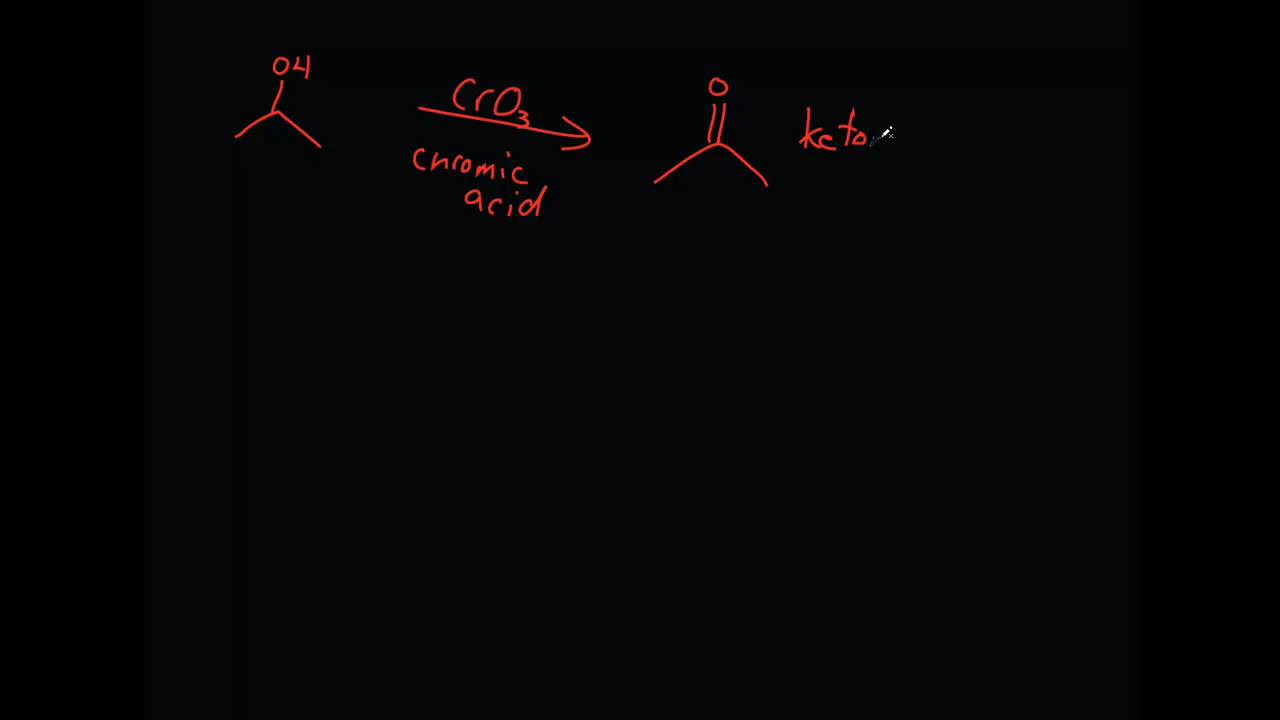 OH
CrO₃
chromic
acid
O
keto